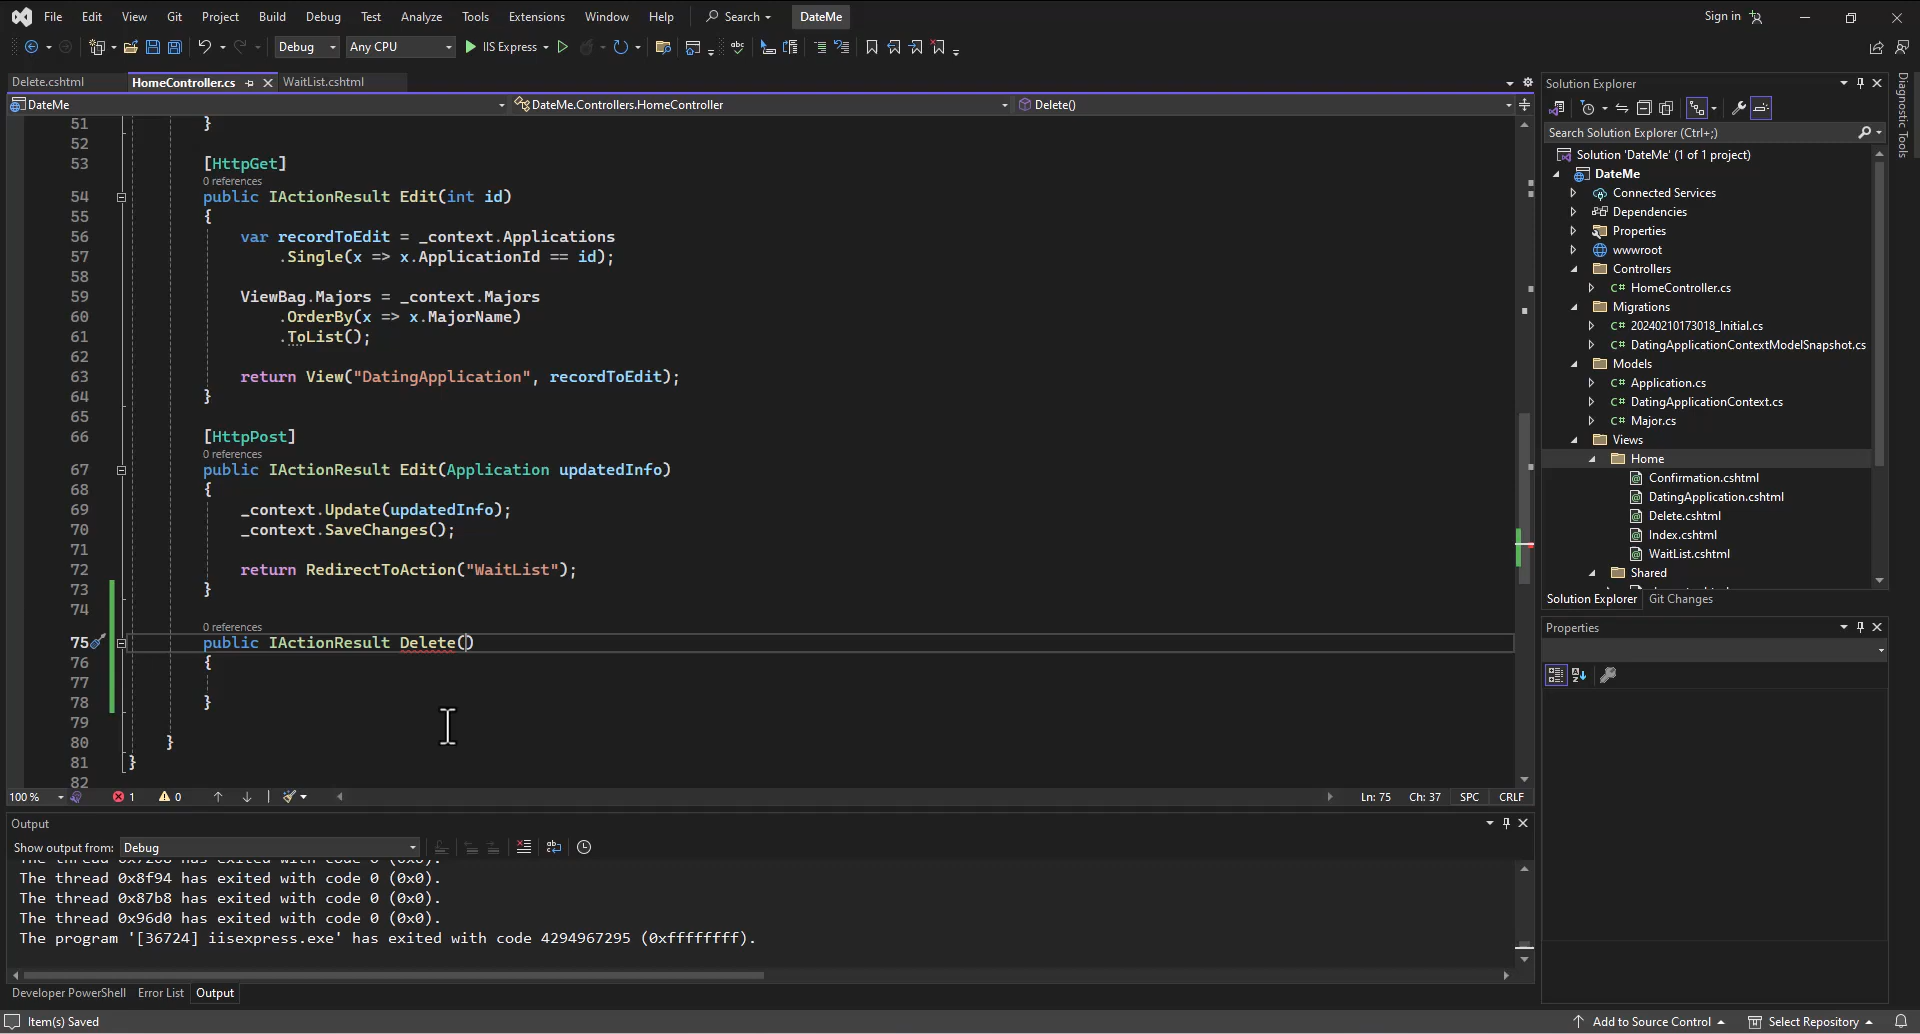 File Edit View Git Project Build Debug Test Analyze Tools Extensions Window Help Search DateMe Sign in
Debug Any CPU IIS Express
Delete.cshtml HomeController.cs WaitList.cshtml
DateMe DateMe.Controllers.HomeController Delete()
51 }
52
53 [HttpGet]
0 references
54 public IActionResult Edit(int id)
55 {
56 var recordToEdit = _context.Applications
57 .Single(x => x.ApplicationId == id);
58
59 ViewBag.Majors = _context.Majors
60 .OrderBy(x => x.MajorName)
61 .ToList();
62
63 return View("DatingApplication", recordToEdit);
64 }
65
66 [HttpPost]
0 references
67 public IActionResult Edit(Application updatedInfo)
68 {
69 _context.Update(updatedInfo);
70 _context.SaveChanges();
71
72 return RedirectToAction("WaitList");
73 }
74
0 references
75 public IActionResult Delete()
76 {
77
78 }
79
80 }
81 }
82
100 % 1 0 Ln: 75 Ch: 37 SPC CRLF
Output
Show output from: Debug
The thread 0x8f94 has exited with code 0 (0x0).
The thread 0x87b8 has exited with code 0 (0x0).
The thread 0x96d0 has exited with code 0 (0x0).
The program '[36724] iisexpress.exe' has exited with code 4294967295 (0xffffffff).
Developer PowerShell Error List Output
Item(s) Saved
Solution Explorer
Search Solution Explorer (Ctrl+;)
Solution 'DateMe' (1 of 1 project)
DateMe
Connected Services
Dependencies
Properties
wwwroot
Controllers
C# HomeController.cs
Migrations
C# 20240210173018_Initial.cs
C# DatingApplicationContextModelSnapshot.cs
Models
C# Application.cs
C# DatingApplicationContext.cs
C# Major.cs
Views
Home
Confirmation.cshtml
DatingApplication.cshtml
Delete.cshtml
Index.cshtml
WaitList.cshtml
Shared
Solution Explorer Git Changes
Properties
Diagnostic Tools
Add to Source Control Select Repository